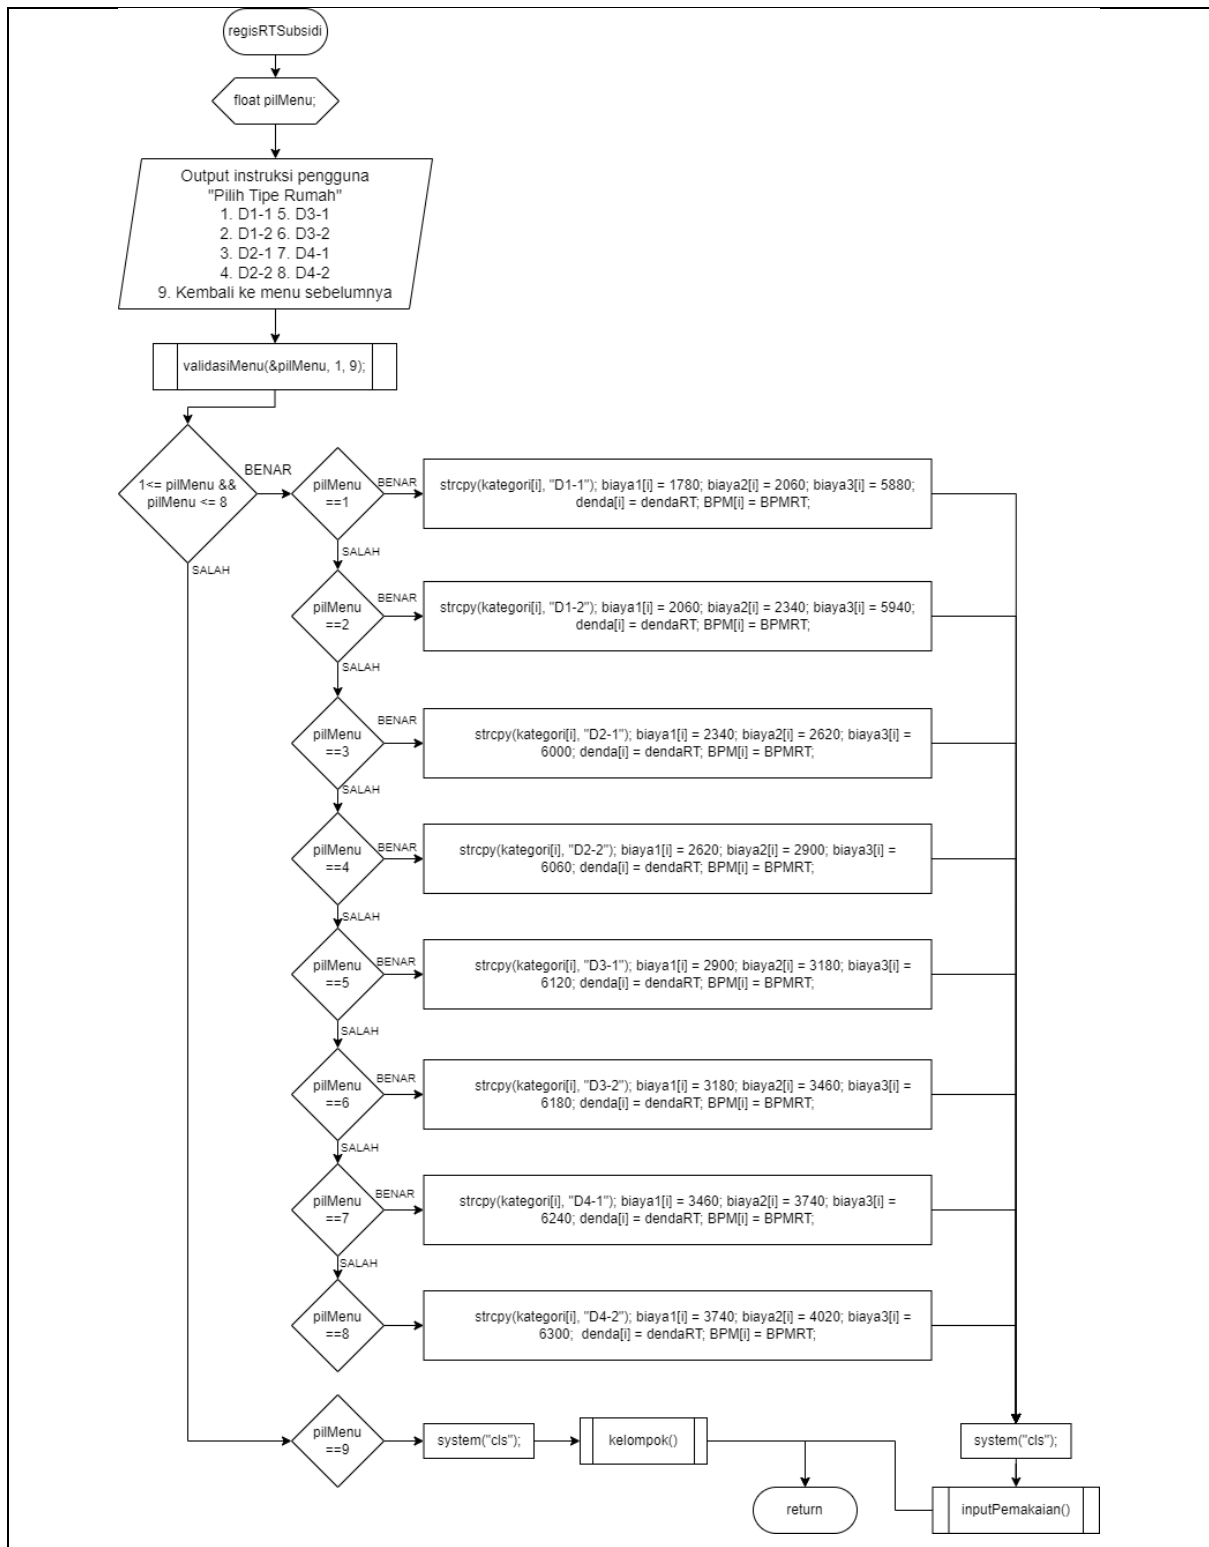 regisRTSubsidi
float pilMenu;
Output instruksi pengguna
"Pilih Tipe Rumah"
1. D1-1 5. D3-1
2. D1-2 6. D3-2
3. D2-1 7. D4-1
4. D2-2 8. D4-2
9. Kembali ke menu sebelumnya
validasiMenu(&pilMenu, 1, 9);
1<= pilMenu &&
pilMenu <= 8
BENAR
SALAH
pilMenu
==1
BENAR
strcpy(kategori[i], "D1-1"); biaya1[i] = 1780; biaya2[i] = 2060; biaya3[i] = 5880;
denda[i] = dendaRT; BPM[i] = BPMRT;
SALAH
pilMenu
==2
BENAR
strcpy(kategori[i], "D1-2"); biaya1[i] = 2060; biaya2[i] = 2340; biaya3[i] = 5940;
denda[i] = dendaRT; BPM[i] = BPMRT;
SALAH
pilMenu
==3
BENAR
strcpy(kategori[i], "D2-1"); biaya1[i] = 2340; biaya2[i] = 2620; biaya3[i] =
6000; denda[i] = dendaRT; BPM[i] = BPMRT;
SALAH
pilMenu
==4
BENAR
strcpy(kategori[i], "D2-2"); biaya1[i] = 2620; biaya2[i] = 2900; biaya3[i] =
6060; denda[i] = dendaRT; BPM[i] = BPMRT;
SALAH
pilMenu
==5
BENAR
strcpy(kategori[i], "D3-1"); biaya1[i] = 2900; biaya2[i] = 3180; biaya3[i] =
6120; denda[i] = dendaRT; BPM[i] = BPMRT;
SALAH
pilMenu
==6
BENAR
strcpy(kategori[i], "D3-2"); biaya1[i] = 3180; biaya2[i] = 3460; biaya3[i] =
6180; denda[i] = dendaRT; BPM[i] = BPMRT;
SALAH
pilMenu
==7
BENAR
strcpy(kategori[i], "D4-1"); biaya1[i] = 3460; biaya2[i] = 3740; biaya3[i] =
6240; denda[i] = dendaRT; BPM[i] = BPMRT;
SALAH
pilMenu
==8
strcpy(kategori[i], "D4-2"); biaya1[i] = 3740; biaya2[i] = 4020; biaya3[i] =
6300; denda[i] = dendaRT; BPM[i] = BPMRT;
pilMenu
==9
system("cls");
kelompok()
system("cls");
return
inputPemakaian()